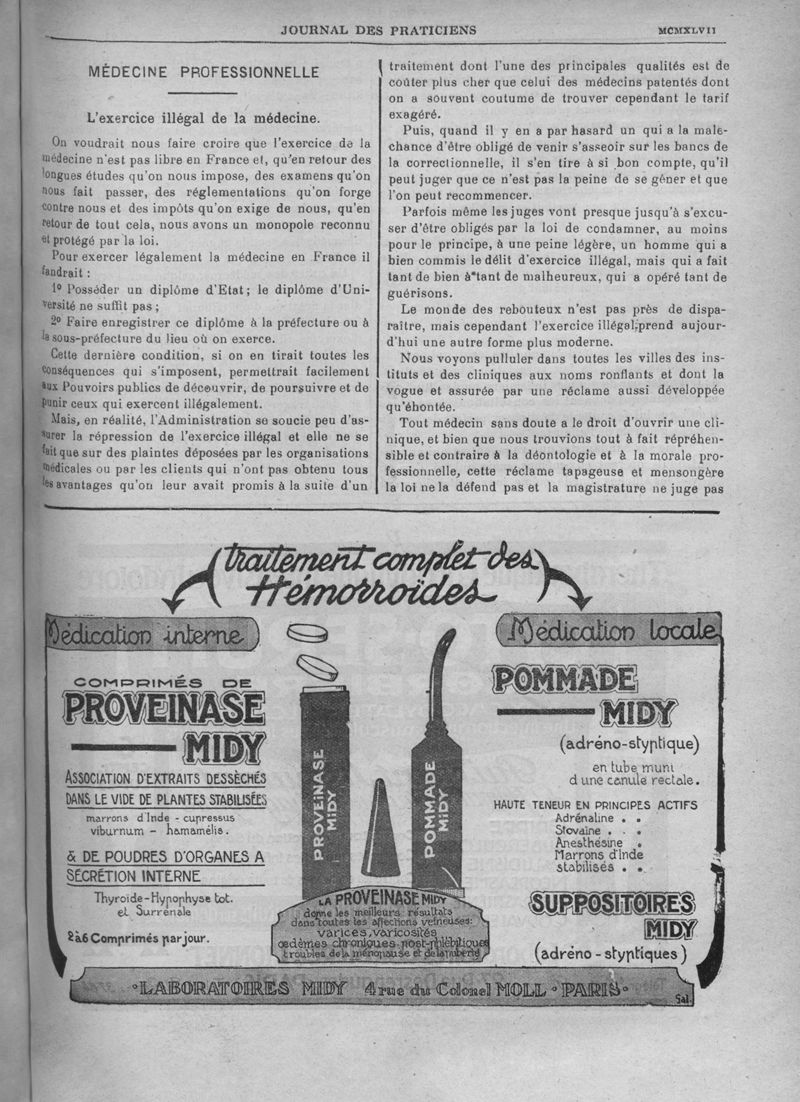 JOURNAL DES PRATICIENS
MCMXLVII
MÉDECINE PROFESSIONNELLE
L'exercice illégal de la médecine.
On voudrait nous faire croire que l'exercice de la
médecine n'est pas libre en France et, qu'en retour des
longues études qu'on nous impose, des examens qu'on
nous fait passer, des réglementations qu'on forge
contre nous et des impôts qu'on exige de nous, qu'en
retour de tout cela, nous avons un monopole reconnu
et protégé par la loi.
Pour exercer légalement la médecine en France il
faudrait :
1º Posséder un diplôme d'Etat ; le diplôme d'Uni-
versité ne suffit pas ;
2º Faire enregistrer ce diplôme à la préfecture ou à
la sous-préfecture du lieu où on exerce.
Cette dernière condition, si on en tirait toutes les
conséquences qui s'imposent, permettrait facilement
aux Pouvoirs publics de découvrir, de poursuivre et de
punir ceux qui exercent illégalement.
Mais, en réalité, l'Administration se soucie peu d'as-
surer la répression de l'exercice illégal et elle ne se
fait que sur des plaintes déposées par les organisations
médicales ou par les clients qui n'ont pas obtenu tous
les avantages qu'on leur avait promis à la suite d'un
traitement dont l'une des principales qualités est de
coûter plus cher que celui des médecins patentés dont
on a souvent coutume de trouver cependant le tarif
exagéré.
Puis, quand il y en a par hasard un qui a la male-
chance d'être obligé de venir s'asseoir sur les bancs de
la correctionnelle, il s'en tire à si bon compte, qu'il
peut juger que ce n'est pas la peine de se gêner et que
l'on peut recommencer.
Parfois même les juges vont presque jusqu'à s'excu-
ser d'être obligés par la loi de condamner, au moins
pour le principe, à une peine légère, un homme qui a
bien commis le délit d'exercice illégal, mais qui a fait
tant de bien à tant de malheureux, qui a opéré tant de
guérisons.
Le monde des rebouteux n'est pas près de dispa-
raître, mais cependant l'exercice illégal prend aujour-
d'hui une autre forme plus moderne.
Nous voyons pulluler dans toutes les villes des ins-
tituts et des cliniques aux noms ronflants et dont la
vogue et assurée par une réclame aussi développée
qu'éhontée.
Tout médecin sans doute a le droit d'ouvrir une cli-
nique, et bien que nous trouvions tout à fait répréhen-
sible et contraire à la déontologie et à la morale pro-
fessionnelle, cette réclame tapageuse et mensongère
la loi ne la défend pas et la magistrature ne juge pas
traitement complet des
Hémorroïdes
Médication interne
COMPRIMÉS DE
PROVEINASE
MIDY
ASSOCIATION D'EXTRAITS DESSÈCHÉS
DANS LE VIDE DE PLANTES STABILISÉES
marrons d'Inde - cupressus
viburnum - hamamélis.
& DE POUDRES D'ORGANES A
SÉCRÉTION INTERNE
Thyroïde-Hypophyse tot.
et Surrénale
2 à 6 Comprimés par jour.
PROVEINASE
MIDY
POMMADE
MIDY
LA PROVEINASE MIDY
donne les meilleurs résultats
dans toutes les affections veineuses:
varices, varicosités
œdèmes chroniques post-phlébitiques
troubles de la ménopause et de la puberté
Médication locale
POMMADE
MIDY
(adréno-styptique)
en tube muni
d'une canule rectale.
HAUTE TENEUR EN PRINCIPES ACTIFS
Adrénaline . .
Stovaïne . . .
Anesthésine .
Marrons d'Inde
stabilisés . .
SUPPOSITOIRES
MIDY
(adréno-styptiques)
LABORATOIRES MIDY 4 rue du Colonel MOLL PARIS
Sal.